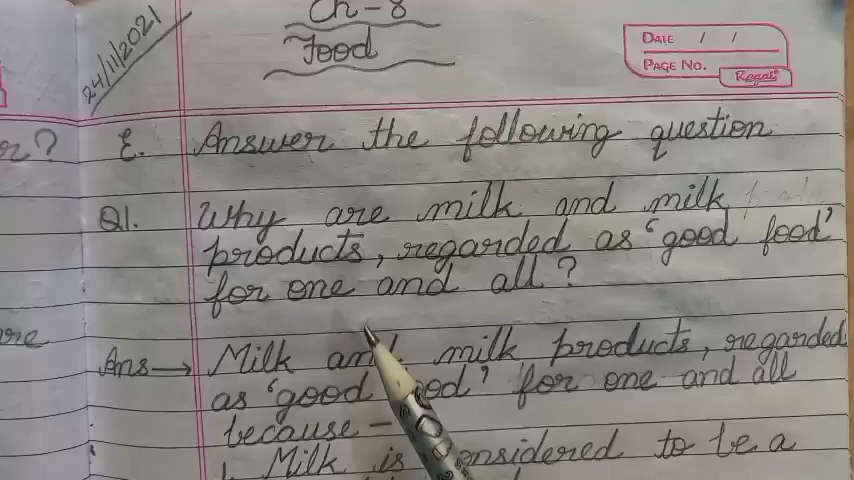 Ch-8
Food
24/11/2021
DATE / /
PAGE NO.
Regal
er?
E. Answer the following question
Q1. Why are milk and milk
products, regarded as 'good food'
for one and all?
Ans→ Milk and milk products, regarded
as 'good food' for one and all
because-
1. Milk is considered to be a